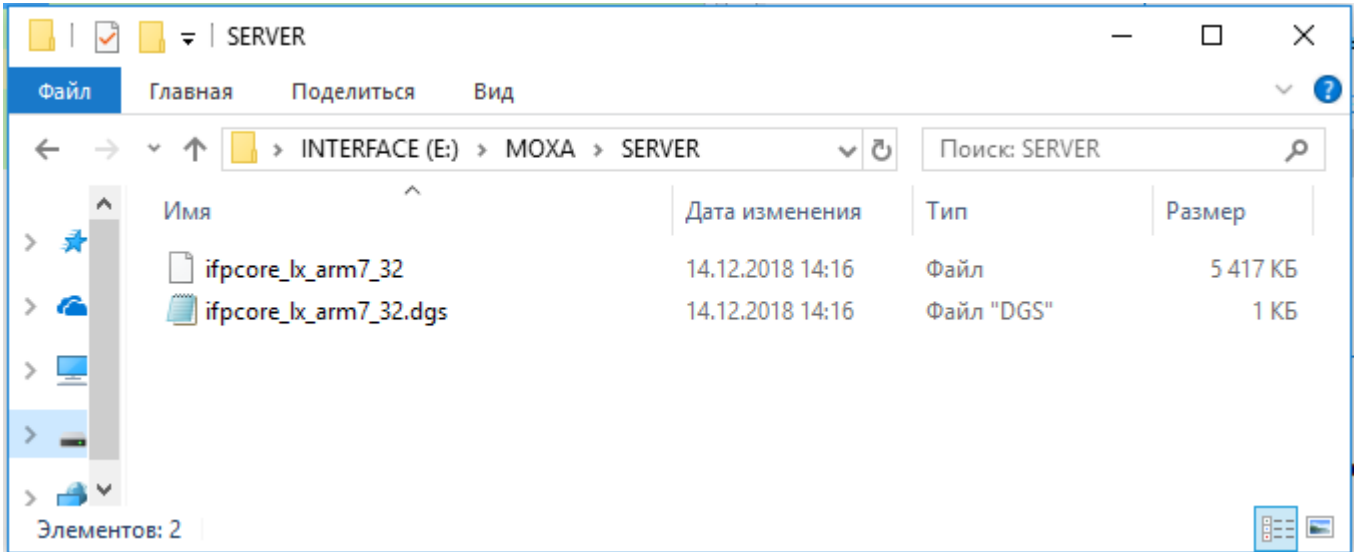 SERVER
Файл Главная Поделиться Вид
INTERFACE (E:) MOXA SERVER Поиск: SERVER
Имя Дата изменения Тип Размер
ifpcore_lx_arm7_32 14.12.2018 14:16 Файл 5 417 КБ
ifpcore_lx_arm7_32.dgs 14.12.2018 14:16 Файл "DGS" 1 КБ
Элементов: 2